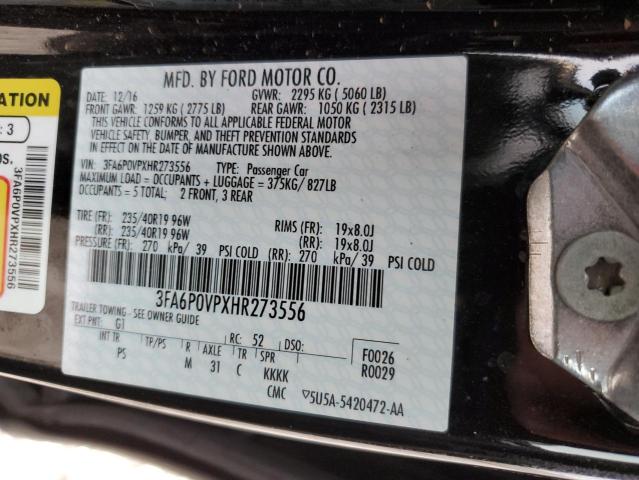 MFD. BY FORD MOTOR CO.
DATE: 12/16 GVWR: 2295 KG ( 5060 LB)
FRONT GAWR: 1259 KG ( 2775 LB) REAR GAWR: 1050 KG ( 2315 LB)
THIS VEHICLE CONFORMS TO ALL APPLICABLE FEDERAL MOTOR
VEHICLE SAFETY, BUMPER, AND THEFT PREVENTION STANDARDS
IN EFFECT ON THE DATE OF MANUFACTURE SHOWN ABOVE.
VIN: 3FA6P0VPXHR273556 TYPE: Passenger Car
MAXIMUM LOAD = OCCUPANTS + LUGGAGE = 375KG/ 827LB
OCCUPANTS = 5 TOTAL: 2 FRONT, 3 REAR
TIRE (FR): 235/40R19 96W RIMS (FR): 19x8.0J
(RR): 235/40R19 96W (RR): 19x8.0J
PRESSURE (FR): 270 kPa/ 39 PSI COLD (RR): 270 kPa/ 39 PSI COLD
3FA6P0VPXHR273556
TRAILER TOWING - SEE OWNER GUIDE
EXT PNT: G1 RC: 52 DSO: F0026
INT TR TP/PS R AXLE TR SPR R0029
PS M 31 C KKKK
CMC ▽5U5A-5420472-AA
ATION
: 3
OS.
3FA6P0VPXHR273556